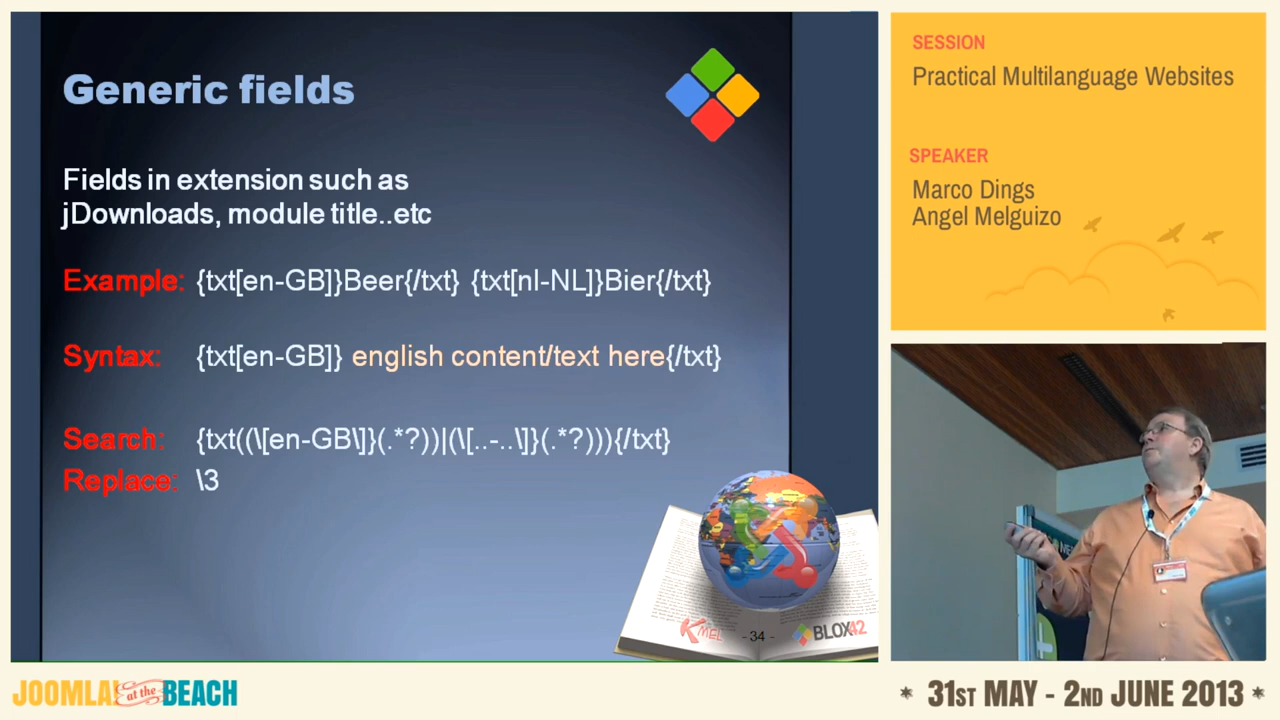 Generic fields
Fields in extension such as
jDownloads, module title..etc
Example: {txt[en-GB]}Beer{/txt} {txt[nl-NL]}Bier{/txt}
Syntax: {txt[en-GB]} english content/text here{/txt}
Search: {txt((\[en-GB\]}(.*?))|(\[..-..\]}(.*?))){/txt}
Replace: \3
KMEL
- 34 -
BLOX42
SESSION
Practical Multilanguage Websites
SPEAKER
Marco Dings
Angel Melguizo
JOOMLA! at the BEACH
* 31ST MAY - 2ND JUNE 2013 *